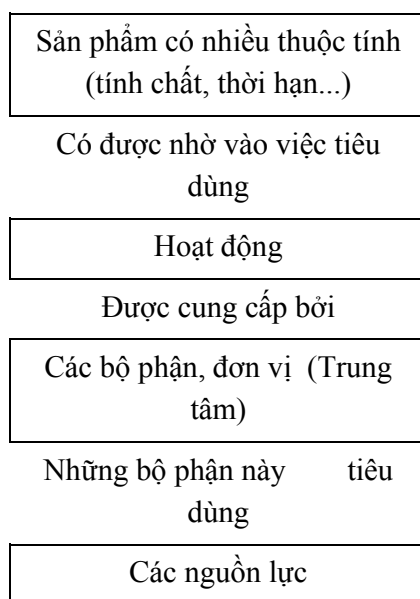 Sản phẩm có nhiều thuộc tính
(tính chất, thời hạn...)
Có được nhờ vào việc tiêu
dùng
Hoạt động
Được cung cấp bởi
Các bộ phận, đơn vị (Trung
tâm)
Những bộ phận này tiêu
dùng
Các nguồn lực